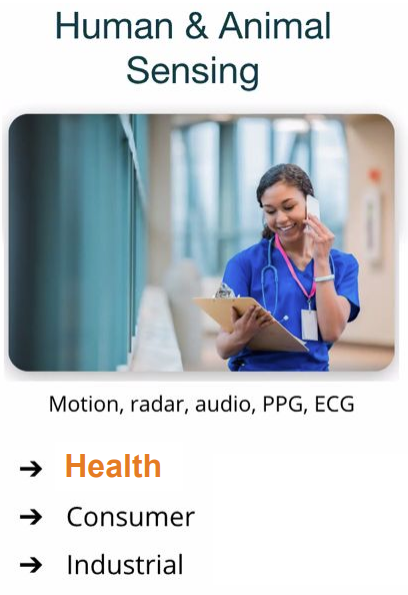 Human & Animal
Sensing
Motion, radar, audio, PPG, ECG
➔ Health
➔ Consumer
➔ Industrial